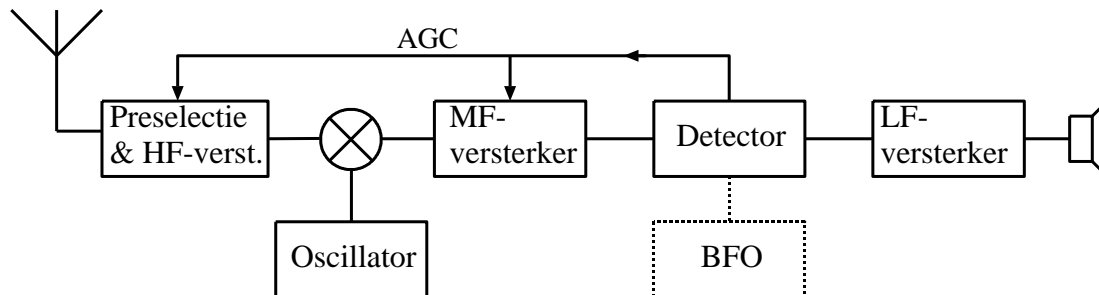 AGC
Preselectie
& HF-verst.
MF-
versterker
Detector
LF-
versterker
Oscillator
BFO